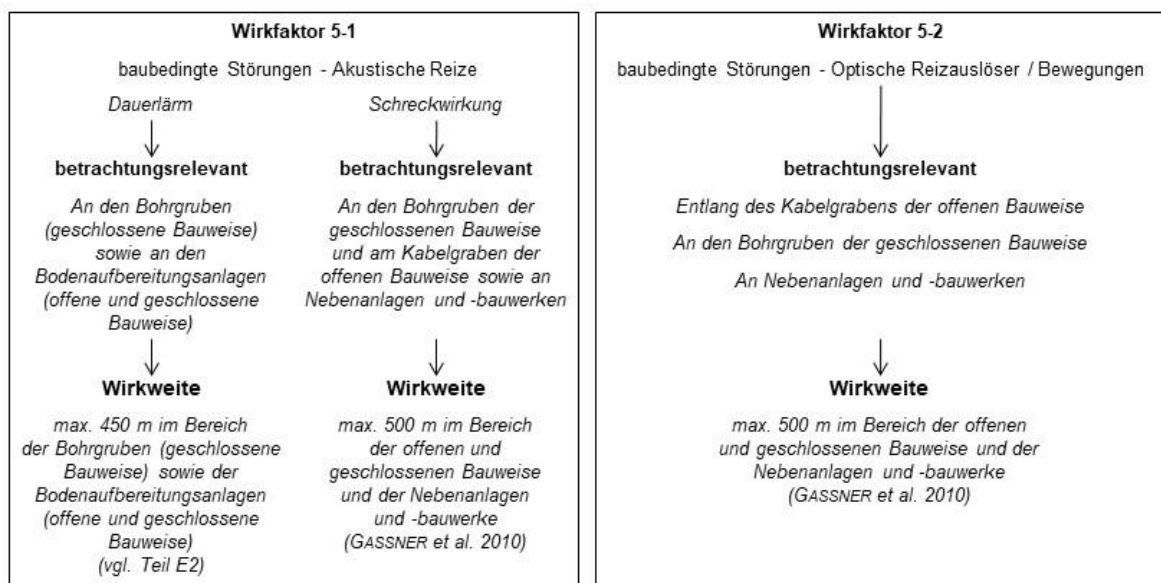 Wirkfaktor 5-1
baubedingte Störungen - Akustische Reize
Dauerlärm
betrachtungsrelevant
An den Bohrgruben
(geschlossene Bauweise)
sowie an den
Bodenaufbereitungsanlagen
(offene und geschlossene
Bauweise)
Wirkweite
max. 450 m im Bereich
der Bohrgruben (geschlossene
Bauweise) sowie der
Bodenaufbereitungsanlagen
(offene und geschlossene
Bauweise)
(vgl. Teil E2)
Schreckwirkung
betrachtungsrelevant
An den Bohrgruben der
geschlossenen Bauweise
und am Kabelgraben der
offenen Bauweise sowie an
Nebenanlagen und -bauwerken
Wirkweite
max. 500 m im Bereich
der offenen und
geschlossenen Bauweise
und der Nebenanlagen
und -bauwerke
(GASSNER et al. 2010)
Wirkfaktor 5-2
baubedingte Störungen - Optische Reizauslöser / Bewegungen
betrachtungsrelevant
Entlang des Kabelgrabens der offenen Bauweise
An den Bohrgruben der geschlossenen Bauweise
An Nebenanlagen und -bauwerken
Wirkweite
max. 500 m im Bereich der offenen
und geschlossenen Bauweise und der
Nebenanlagen und -bauwerke
(GASSNER et al. 2010)